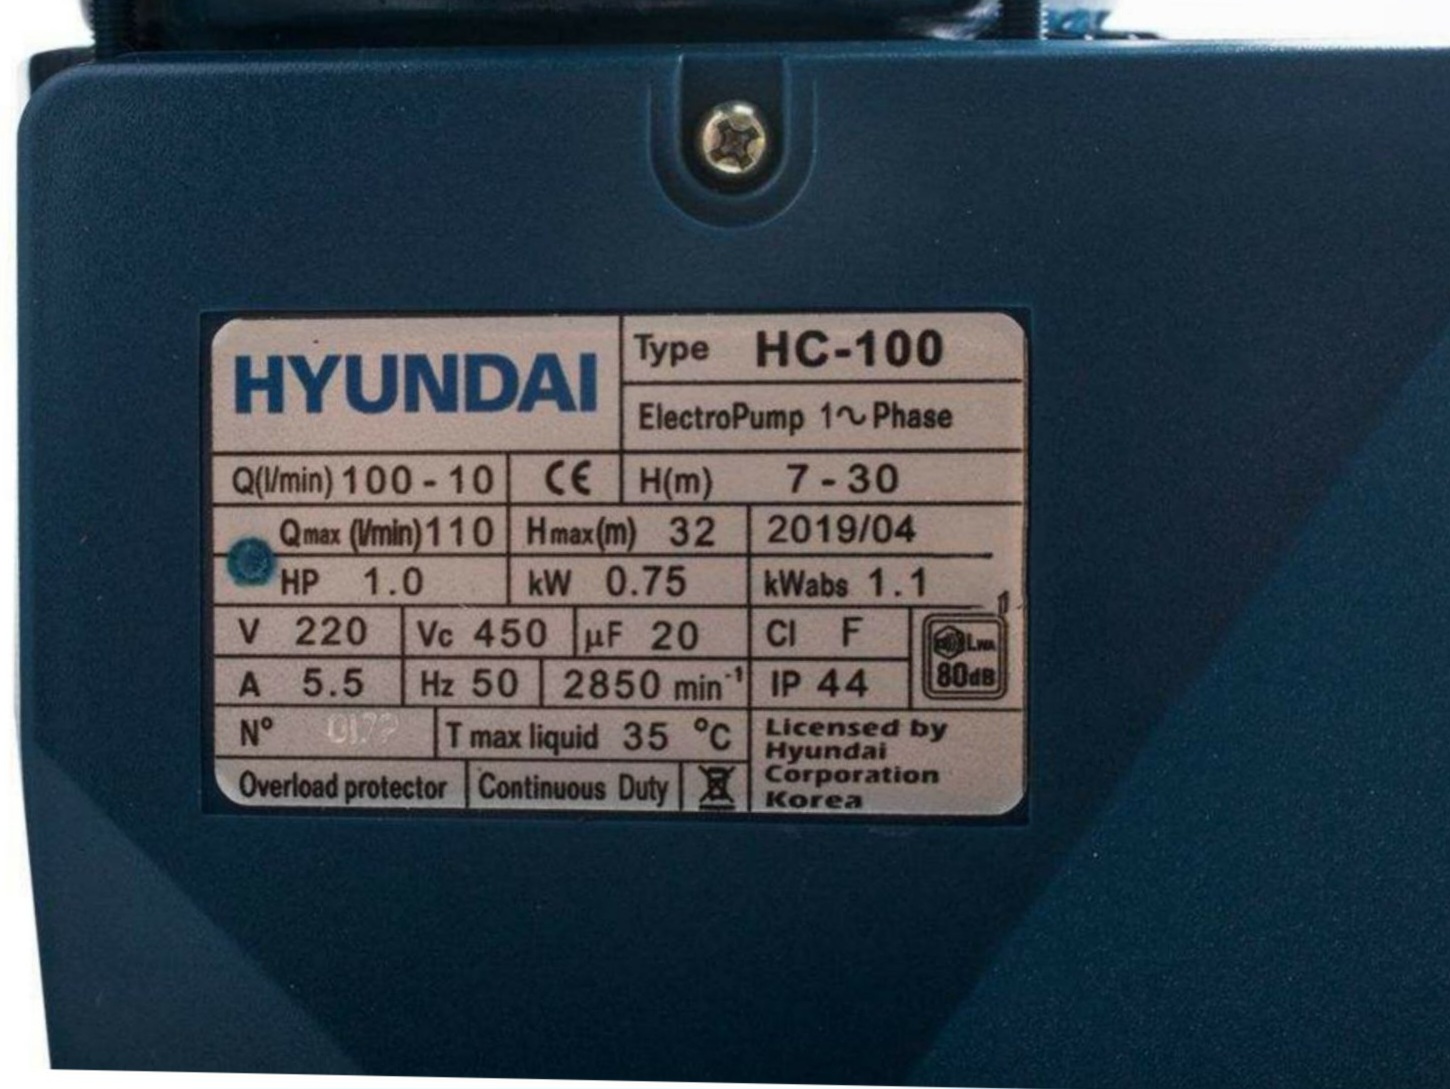 HYUNDAI
Type HC-100
ElectroPump 1~ Phase
Q(l/min) 100 - 10 CE H(m) 7 - 30
Qmax (l/min) 110 Hmax(m) 32 2019/04
HP 1.0 kW 0.75 kWabs 1.1
V 220 Vc 450 µF 20 Cl F
LWA
80dB
A 5.5 Hz 50 2850 min-1 IP 44
N° T max liquid 35 °C
Overload protector Continuous Duty
Licensed by
Hyundai
Corporation
Korea